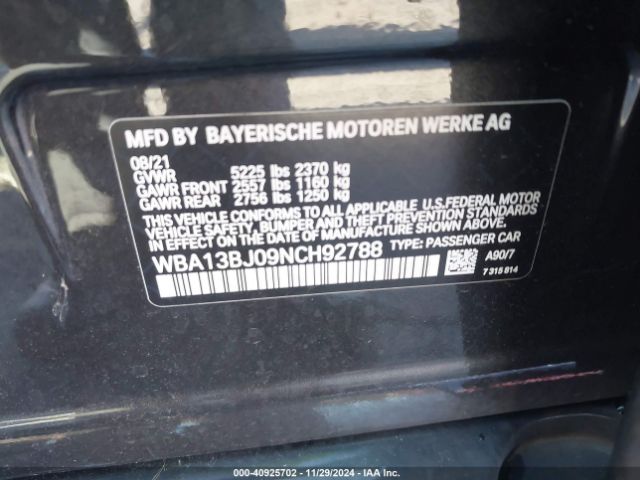 MFD BY BAYERISCHE MOTOREN WERKE AG
08/21
GVWR 5225 lbs 2370 kg
GAWR FRONT 2557 lbs 1160 kg
GAWR REAR 2756 lbs 1250 kg
THIS VEHICLE CONFORMS TO ALL APPLICABLE U.S.FEDERAL MOTOR
VEHICLE SAFETY, BUMPER AND THEFT PREVENTION STANDARDS
IN EFFECT ON THE DATE OF MANUFACTURE SHOWN ABOVE.
WBA13BJ09NCH92788 TYPE: PASSENGER CAR A90/7
7 315 814
000-40925702 - 11/29/2024 - IAA Inc.